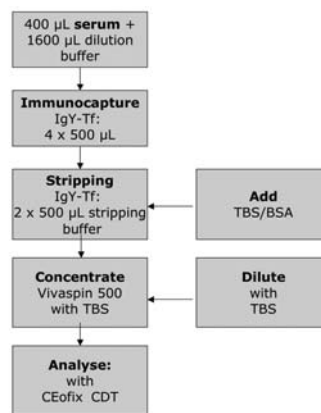 400 µL serum +
1600 µL dilution
buffer
Immunocapture
IgY-Tf:
4 x 500 µL
Stripping
IgY-Tf:
2 x 500 µL stripping
buffer
Add
TBS/BSA
Concentrate
Vivaspin 500
with TBS
Dilute
with
TBS
Analyse:
with
CEofix CDT